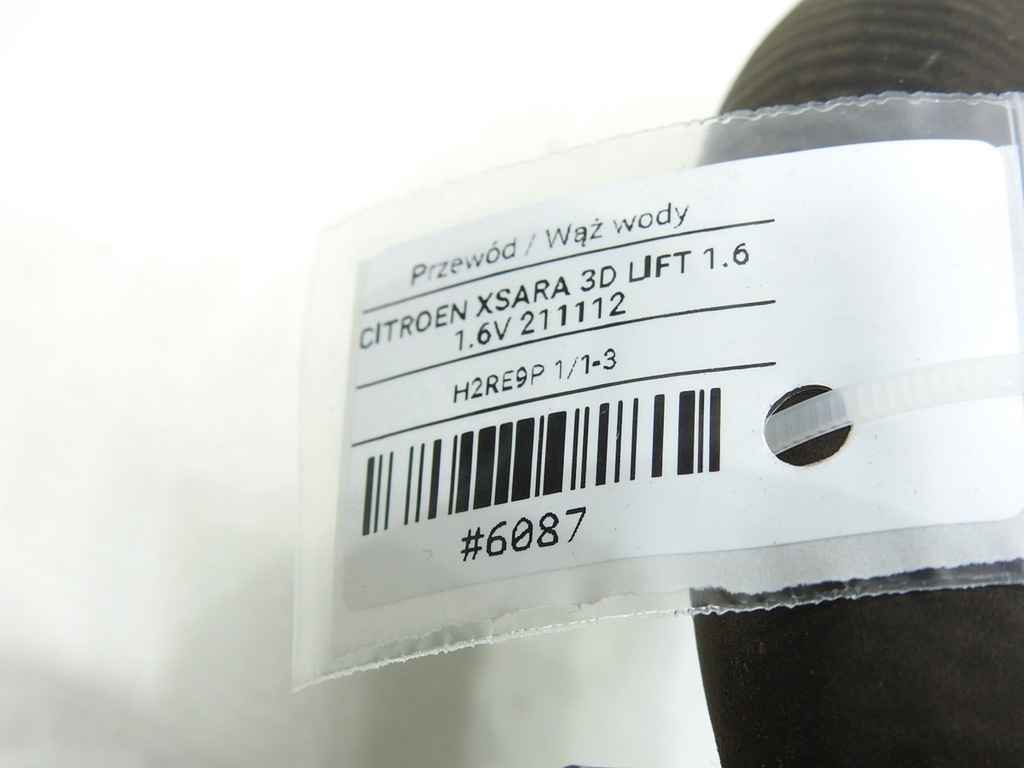 Przewód / Wąż wody
CITROEN XSARA 3D LIFT 1.6
1.6V 211112
H2RE9P 1/1-3
#6087